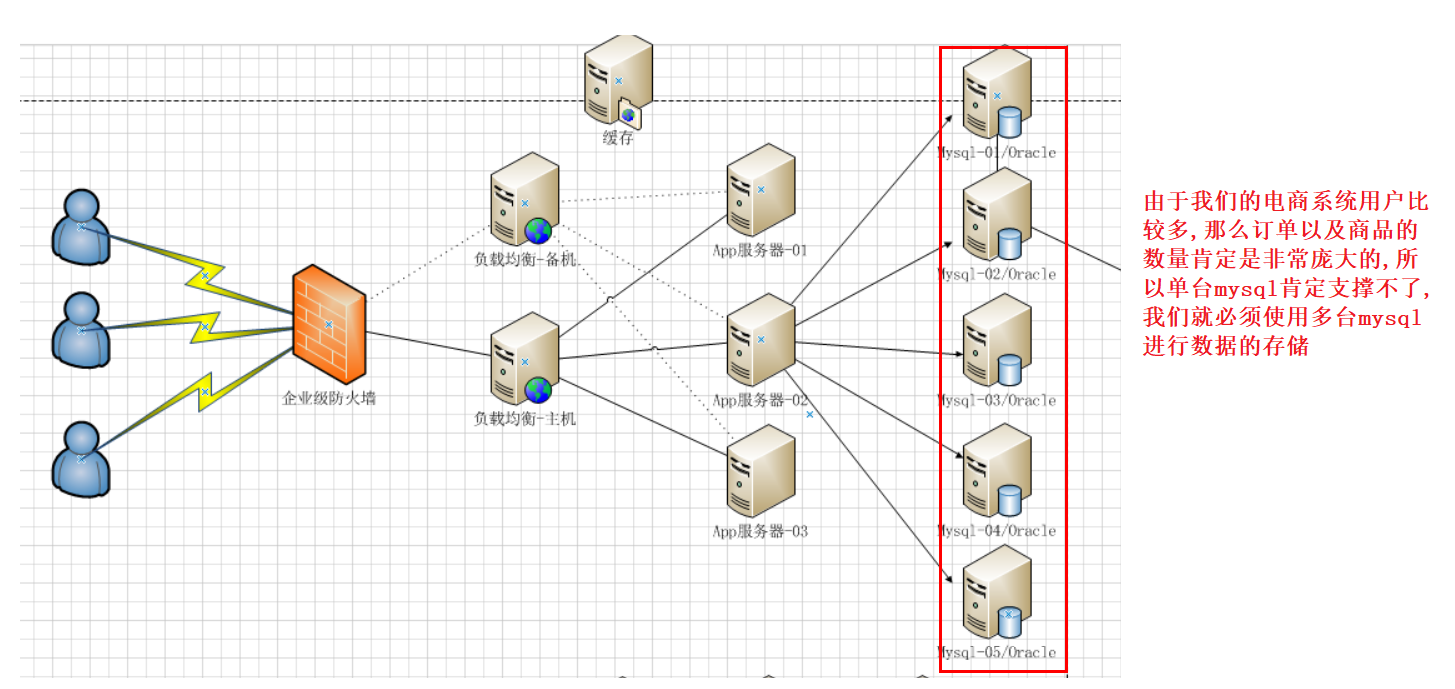 缓存
Mysql-01/Oracle
由于我们的电商系统用户比
较多,那么订单以及商品的
数量肯定是非常庞大的,所
以单台mysql肯定支撑不了,
我们就必须使用多台mysql
进行数据的存储
负载均衡-备机
App服务器-01
Mysql-02/Oracle
企业级防火墙
负载均衡-主机
App服务器-02
Mysql-03/Oracle
App服务器-03
Mysql-04/Oracle
Mysql-05/Oracle